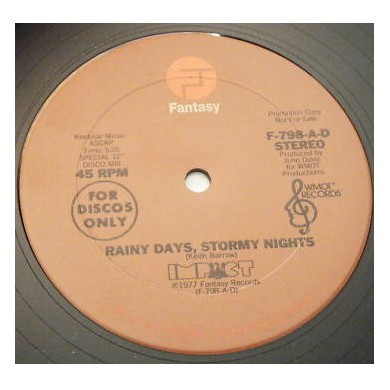 Fantasy
Kostnar Music
ASCAP
Time: 5:26
SPECIAL 12"
DISCO MIX
45 RPM
FOR
DISCOS
ONLY
Promotion Copy
Not For Sale
F-798-A-D
STEREO
Produced by
John Davis
for WMOT
Productions
WMOT
RECORDS
RAINY DAYS, STORMY NIGHTS
(Keith Barrow)
IMPACT
©1977 Fantasy Records
(F-798-A-D)